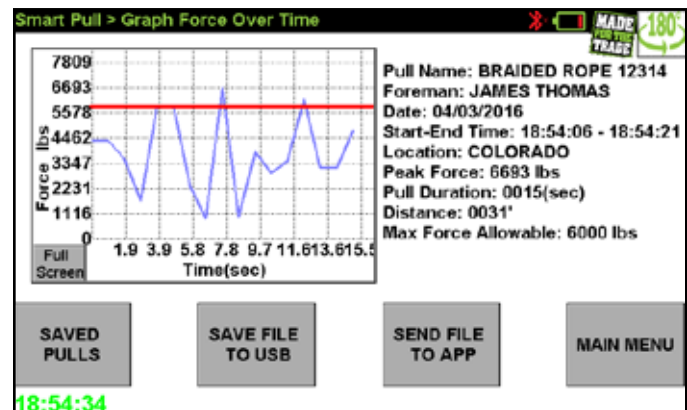 Smart Pull > Graph Force Over Time
MADE
FOR THE
TRADE
180°
7809
6693
5578
4462
3347
2231
1116
0
Force lbs
1.9 3.9 5.8 7.8 9.7 11.613.615.5
Time(sec)
Full
Screen
Pull Name: BRAIDED ROPE 12314
Foreman: JAMES THOMAS
Date: 04/03/2016
Start-End Time: 18:54:06 - 18:54:21
Location: COLORADO
Peak Force: 6693 lbs
Pull Duration: 0015(sec)
Distance: 0031'
Max Force Allowable: 6000 lbs
SAVED
PULLS
SAVE FILE
TO USB
SEND FILE
TO APP
MAIN MENU
18:54:34